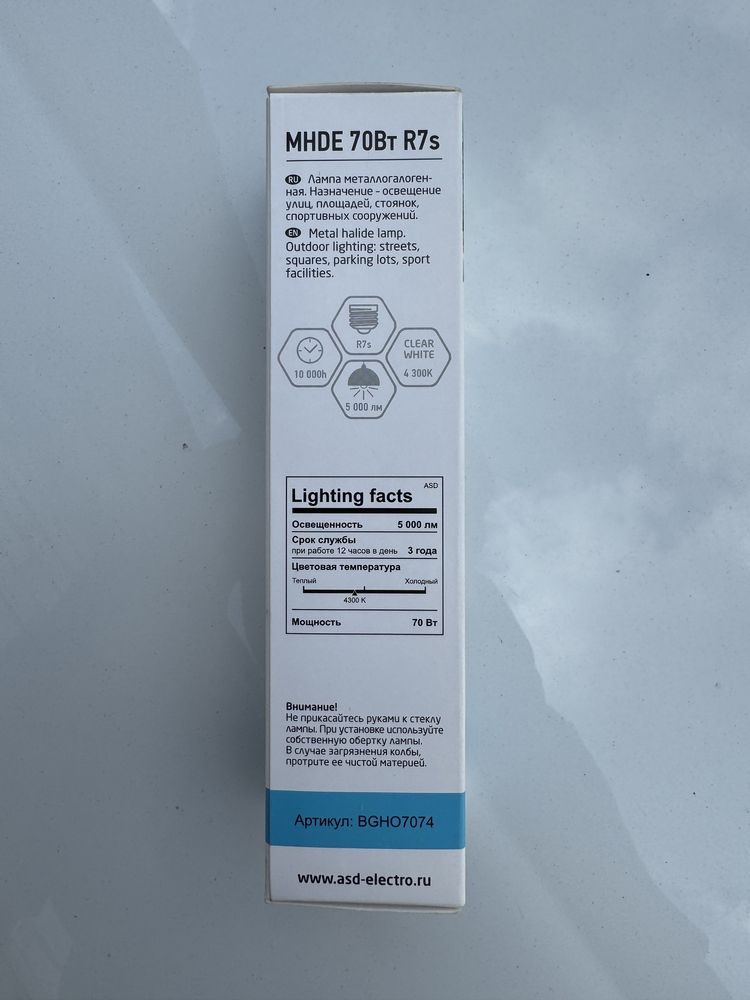 MHDE 70Вт R7s
RU Лампа металлогалоген-
ная. Назначение – освещение
улиц, площадей, стоянок,
спортивных сооружений.
EN Metal halide lamp.
Outdoor lighting: streets,
squares, parking lots, sport
facilities.
R7s
10 000h
CLEAR
WHITE
4 300K
5 000 лм
ASD
Lighting facts
Освещенность 5 000 лм
Срок службы
при работе 12 часов в день 3 года
Цветовая температура
Теплый Холодный
4300 К
Мощность 70 Вт
Внимание!
Не прикасайтесь руками к стеклу
лампы. При установке используйте
собственную обертку лампы.
В случае загрязнения колбы,
протрите ее чистой материей.
Артикул: BGHO7074
www.asd-electro.ru